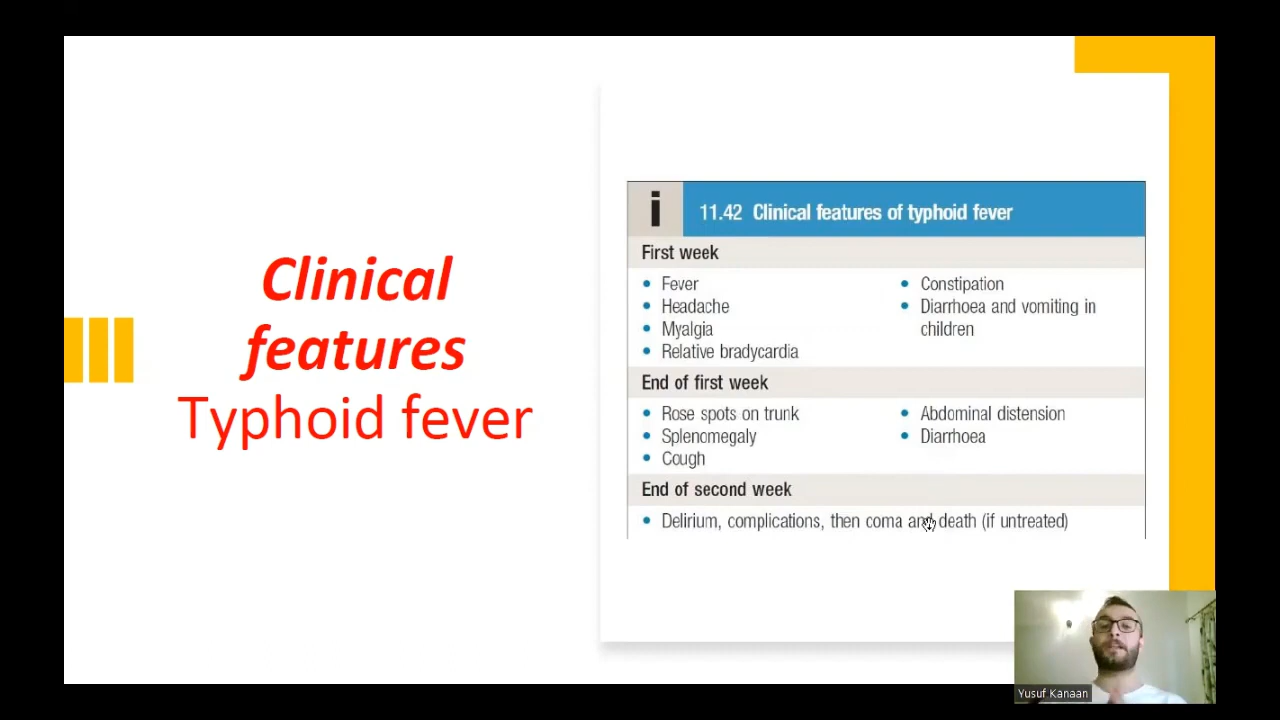 Clinical
features
Typhoid fever
i
11.42 Clinical features of typhoid fever
First week
• Fever
• Headache
• Myalgia
• Relative bradycardia
• Constipation
• Diarrhoea and vomiting in
children
End of first week
• Rose spots on trunk
• Splenomegaly
• Cough
• Abdominal distension
• Diarrhoea
End of second week
• Delirium, complications, then coma and death (if untreated)
Yusuf Kanaan